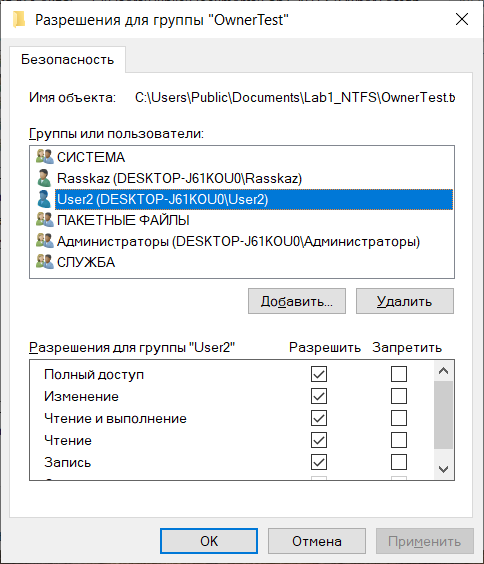 Разрешения для группы "OwnerTest"
Безопасность
Имя объекта: C:\Users\Public\Documents\Lab1_NTFS\OwnerTest.t
Группы или пользователи:
СИСТЕМА
Rasskaz (DESKTOP-J61KOU0\Rasskaz)
User2 (DESKTOP-J61KOU0\User2)
ПАКЕТНЫЕ ФАЙЛЫ
Администраторы (DESKTOP-J61KOU0\Администраторы)
СЛУЖБА
Добавить...
Удалить
Разрешения для группы "User2" Разрешить Запретить
Полный доступ
Изменение
Чтение и выполнение
Чтение
Запись
ОК
Отмена
Применить